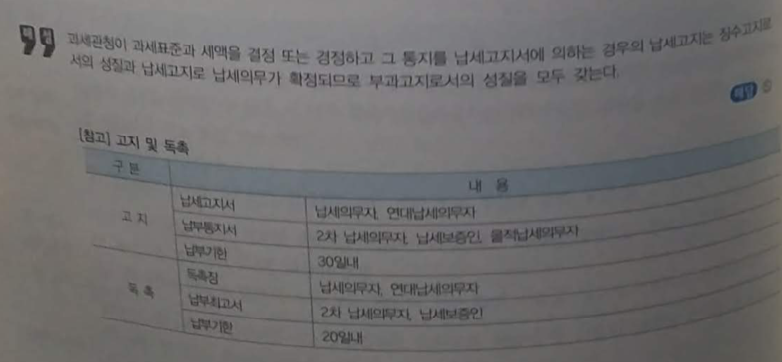 해설
과세관청이 과세표준과 세액을 결정 또는 경정하고 그 통지를 납세고지서에 의하는 경우의 납세고지는 징수고지로
서의 성질과 납세고지로 납세의무가 확정되므로 부과고지로서의 성질을 모두 갖는다.
해답
[참고] 고지 및 독촉
구 분 내 용
고 지 납세고지서 납세의무자, 연대납세의무자
납부통지서 2차 납세의무자, 납세보증인, 물적납세의무자
납부기한 30일내
독 촉 독촉장 납세의무자, 연대납세의무자
납부최고서 2차 납세의무자, 납세보증인
납부기한 20일내